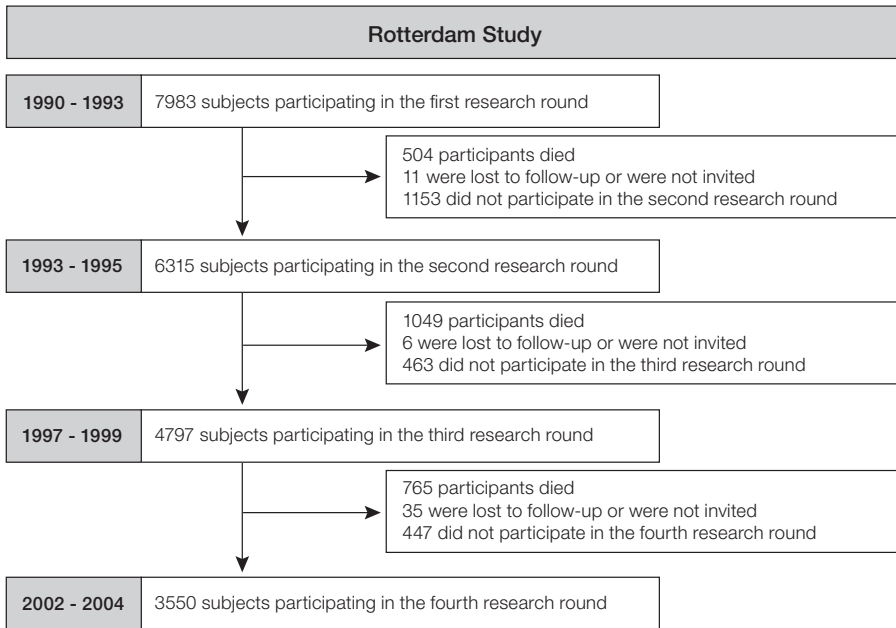 Rotterdam Study
1990 - 1993
7983 subjects participating in the first research round
504 participants died
11 were lost to follow-up or were not invited
1153 did not participate in the second research round
1993 - 1995
6315 subjects participating in the second research round
1049 participants died
6 were lost to follow-up or were not invited
463 did not participate in the third research round
1997 - 1999
4797 subjects participating in the third research round
765 participants died
35 were lost to follow-up or were not invited
447 did not participate in the fourth research round
2002 - 2004
3550 subjects participating in the fourth research round